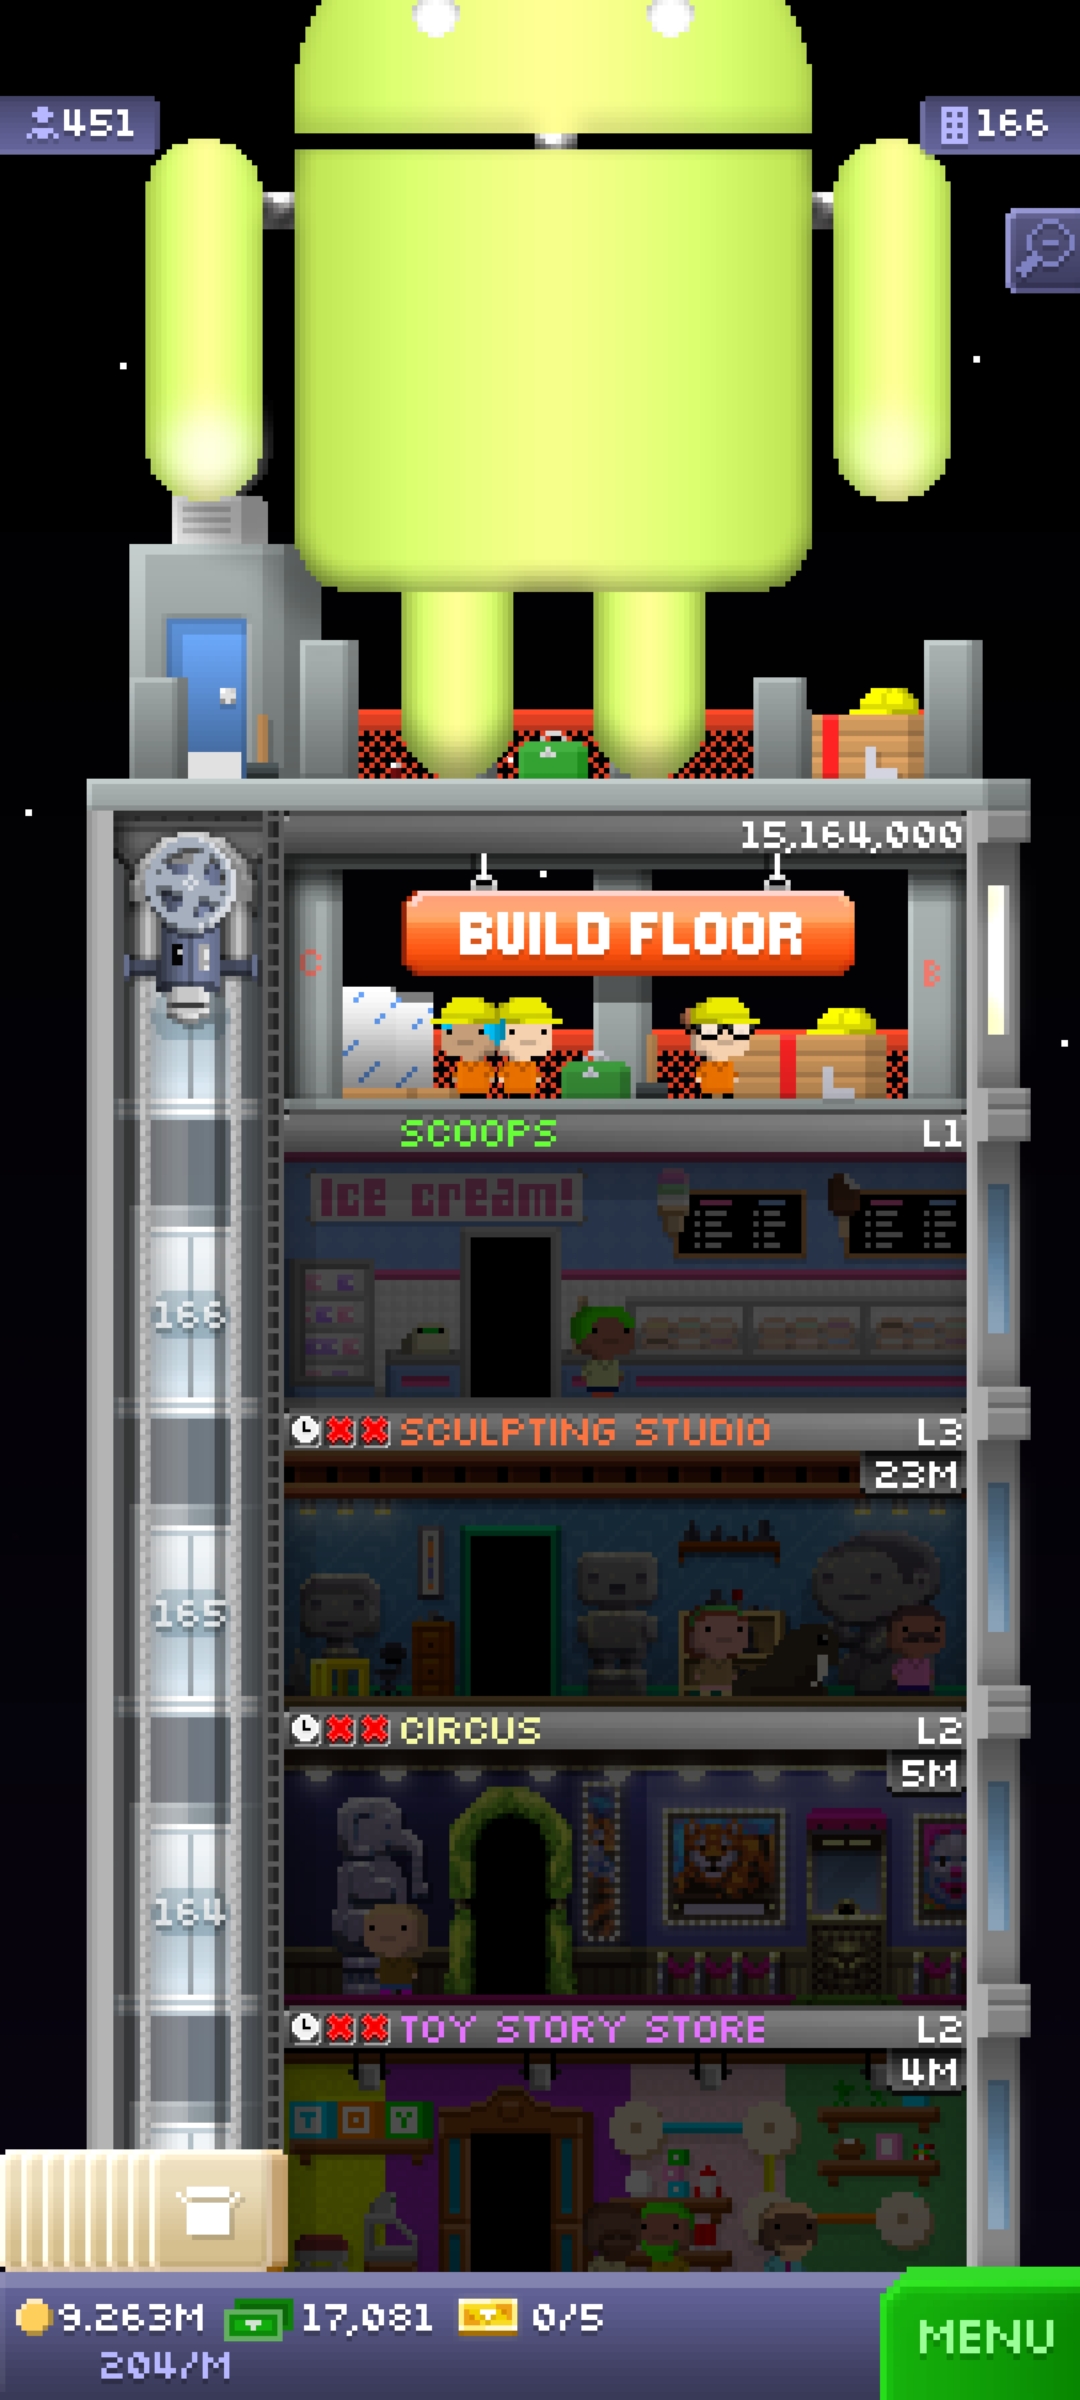 451
166
15,164,000
BUILD FLOOR
C
B
SCOOPS
L1
Ice cream!
166
SCULPTING STUDIO
L3
23M
165
CIRCUS
L2
5M
164
TOY STORY STORE
L2
4M
T O Y
9.263M
17,081
0/5
204/M
MENU